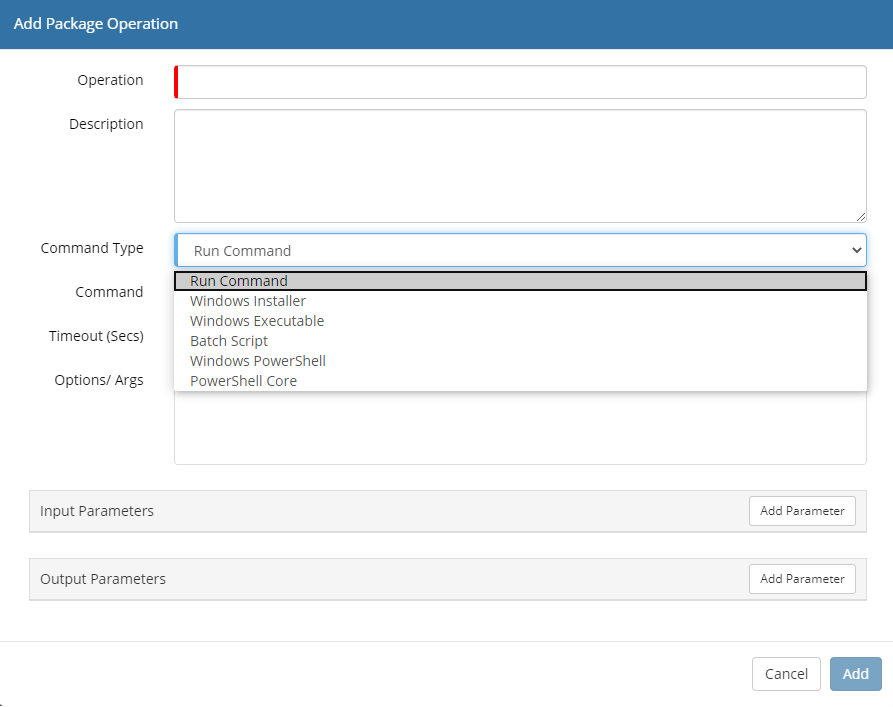 Add Package Operation
Operation
Description
Command Type
Run Command
Run Command
Command
Windows Installer
Windows Executable
Timeout (Secs)
Batch Script
Windows PowerShell
Options/ Args
PowerShell Core
Input Parameters
Add Parameter
Output Parameters
Add Parameter
Cancel
Add